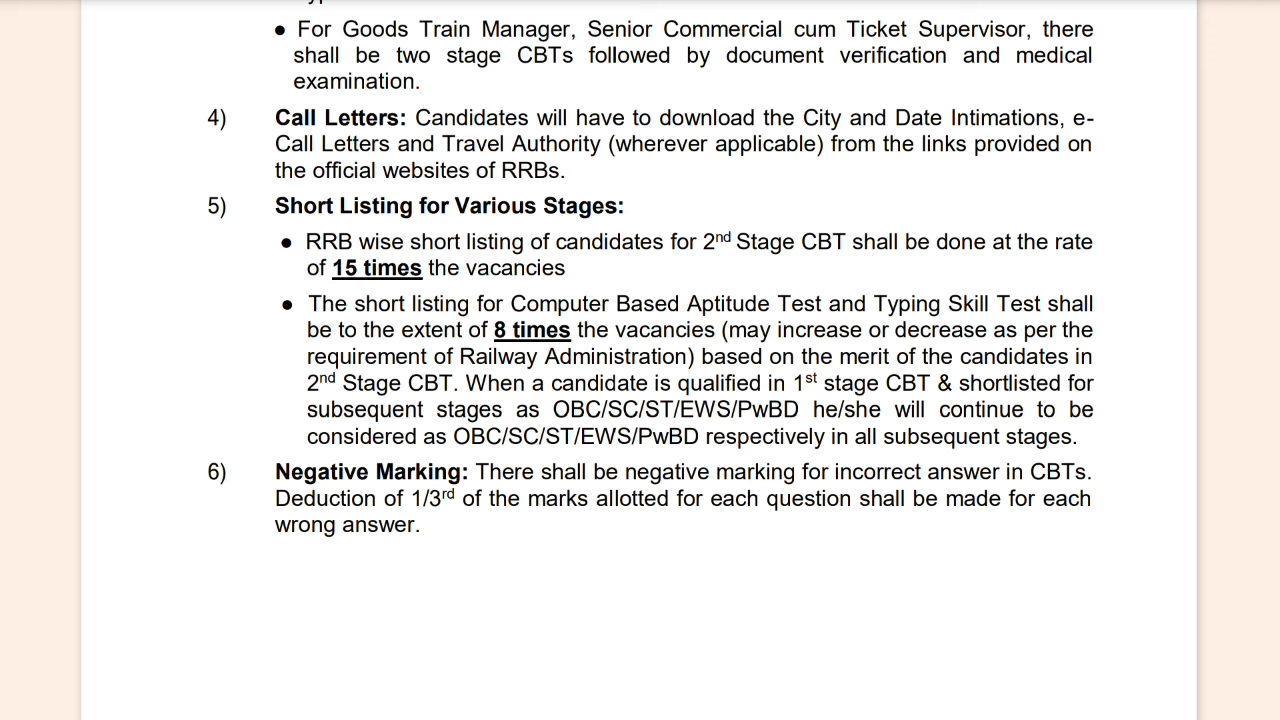 ● For Goods Train Manager, Senior Commercial cum Ticket Supervisor, there
shall be two stage CBTs followed by document verification and medical
examination.
4) Call Letters: Candidates will have to download the City and Date Intimations, e-
Call Letters and Travel Authority (wherever applicable) from the links provided on
the official websites of RRBs.
5) Short Listing for Various Stages:
● RRB wise short listing of candidates for 2nd Stage CBT shall be done at the rate
of 15 times the vacancies
● The short listing for Computer Based Aptitude Test and Typing Skill Test shall
be to the extent of 8 times the vacancies (may increase or decrease as per the
requirement of Railway Administration) based on the merit of the candidates in
2nd Stage CBT. When a candidate is qualified in 1st stage CBT & shortlisted for
subsequent stages as OBC/SC/ST/EWS/PwBD he/she will continue to be
considered as OBC/SC/ST/EWS/PwBD respectively in all subsequent stages.
6) Negative Marking: There shall be negative marking for incorrect answer in CBTs.
Deduction of 1/3rd of the marks allotted for each question shall be made for each
wrong answer.